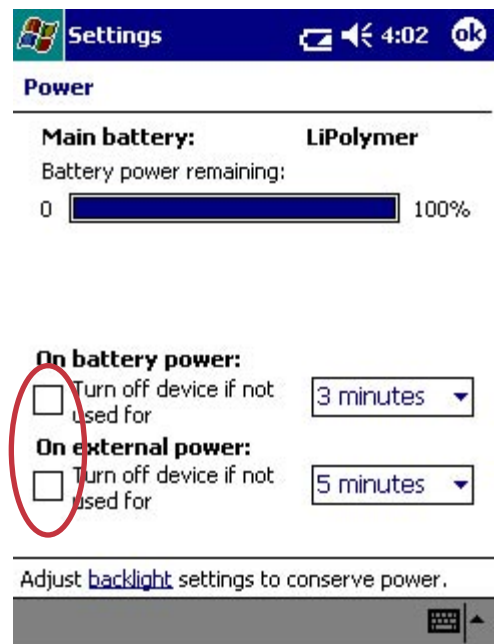 Settings 4:02 ok
Power
Main battery: LiPolymer
Battery power remaining:
0 100%
On battery power:
Turn off device if not
used for
3 minutes
On external power:
Turn off device if not
used for
5 minutes
Adjust backlight settings to conserve power.